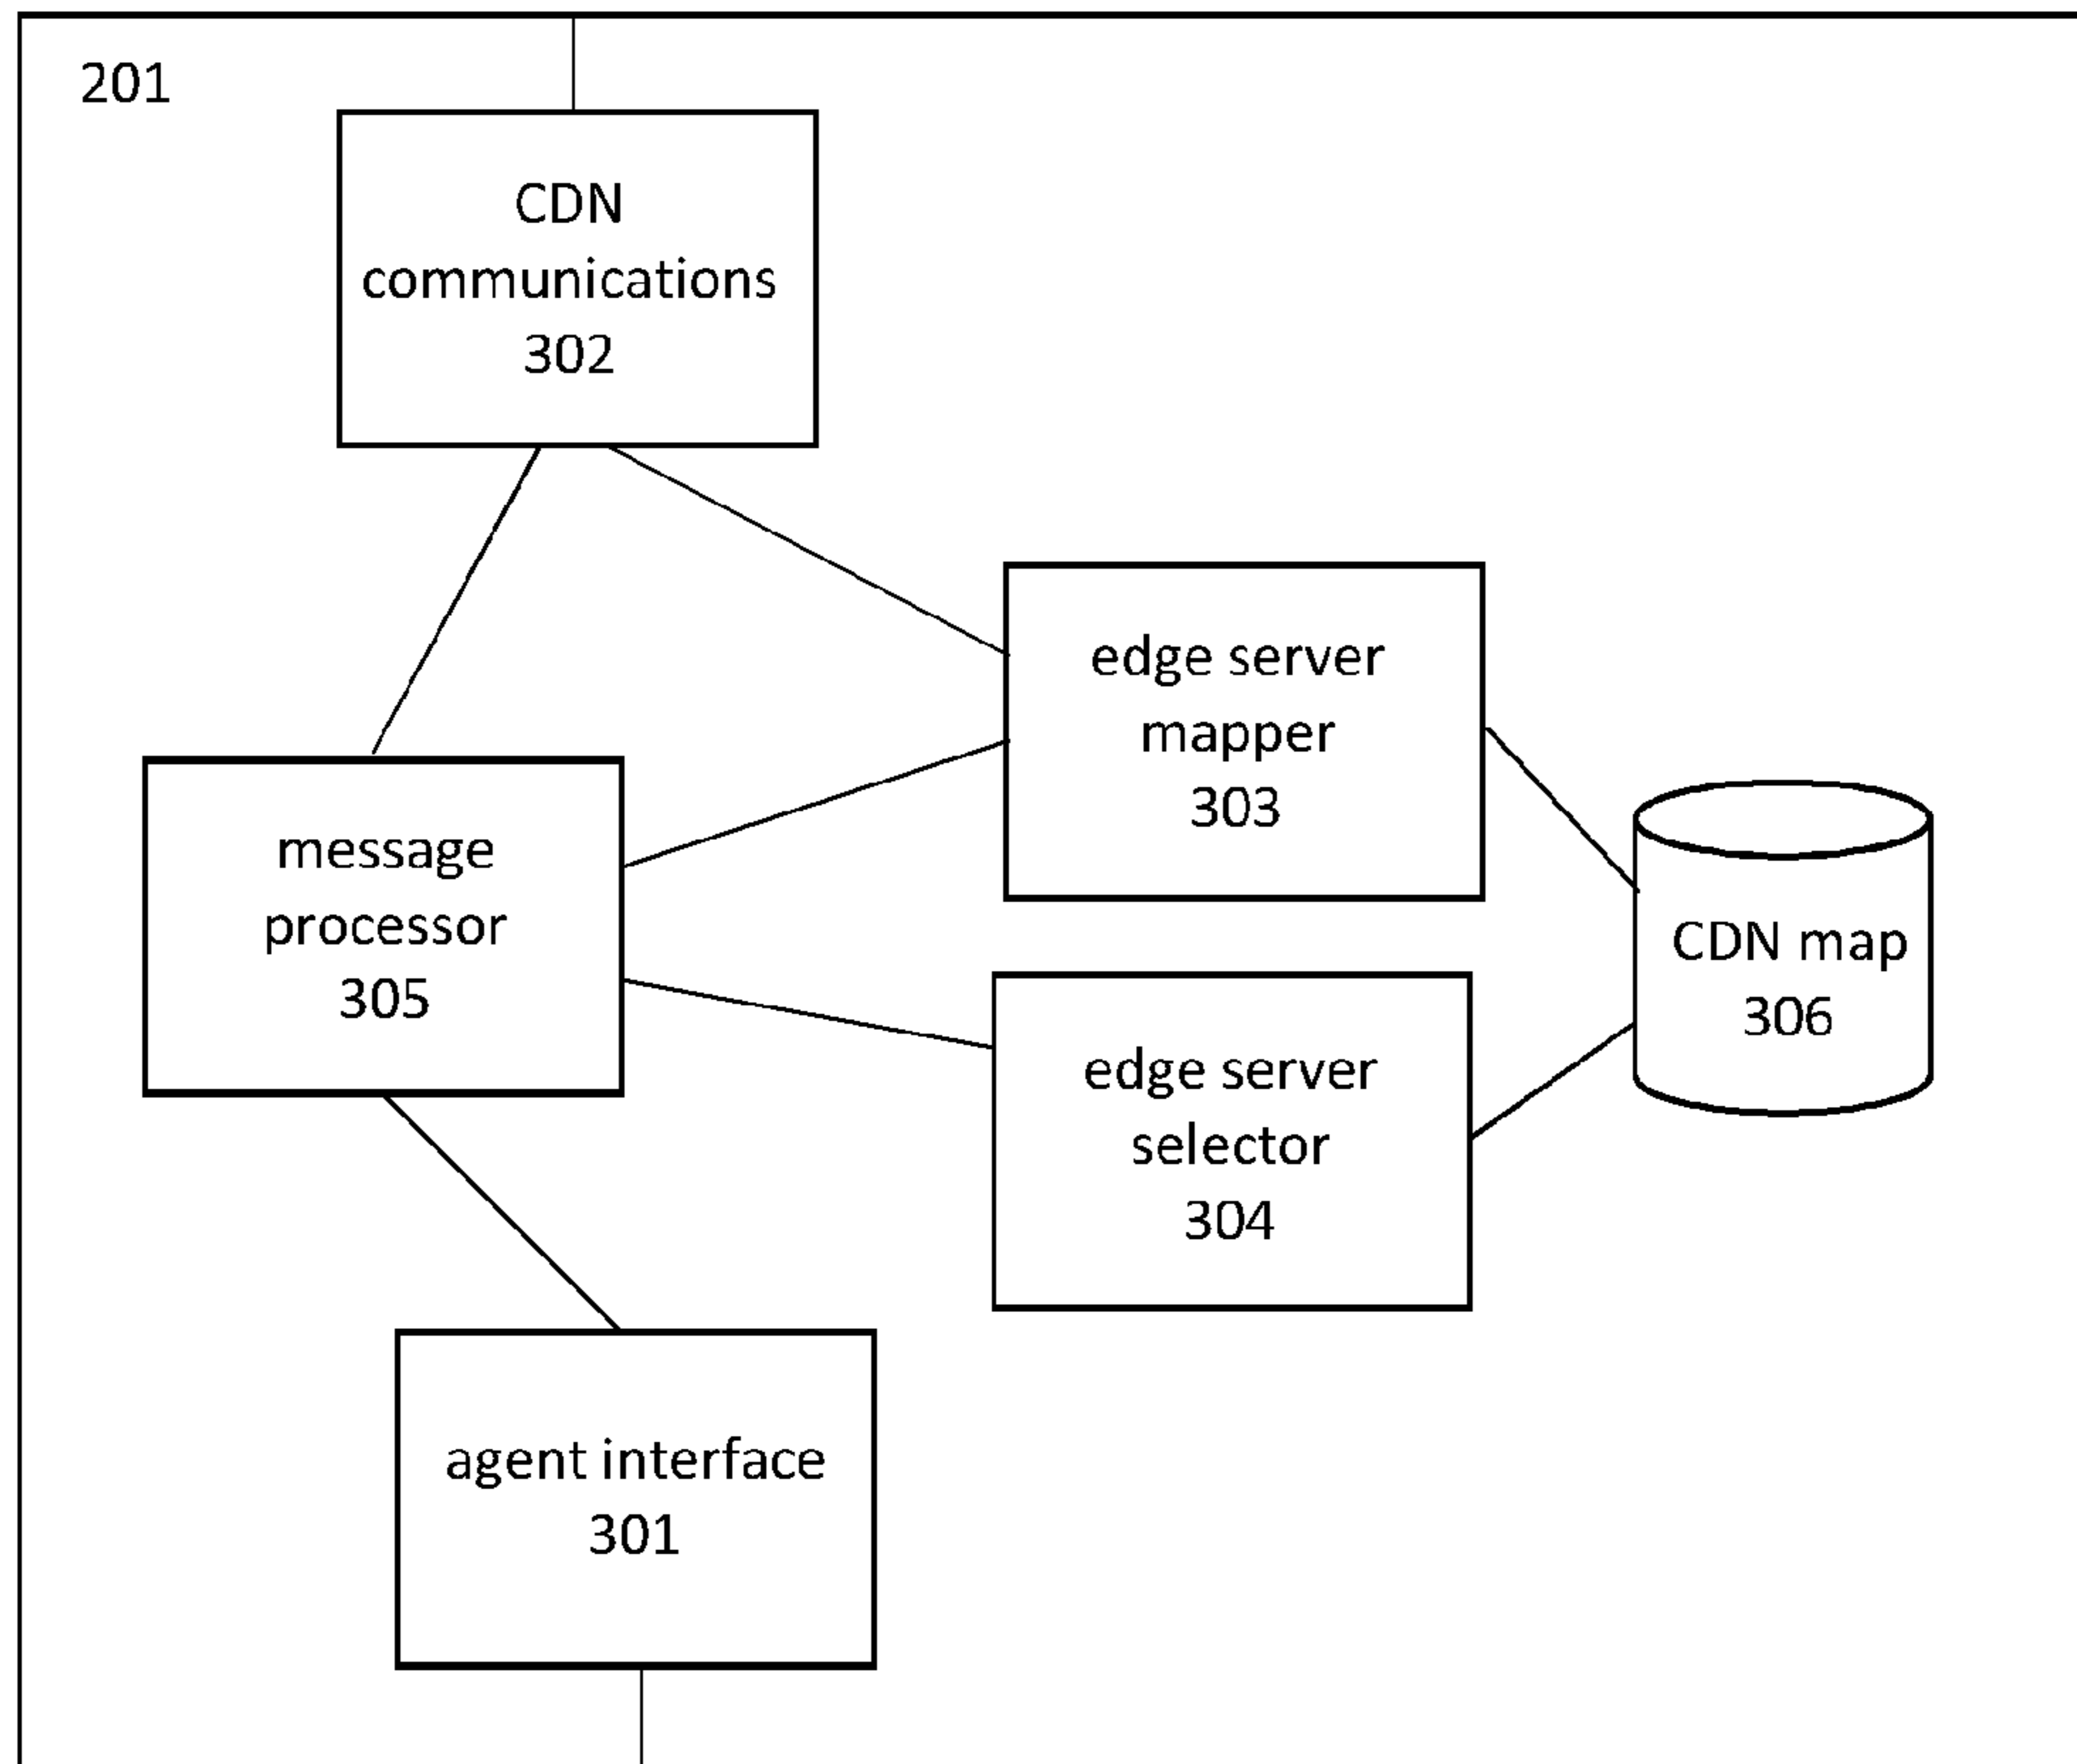 201
CDN
communications
302
edge server
mapper
303
message
processor
305
CDN map
306
edge server
selector
304
agent interface
301